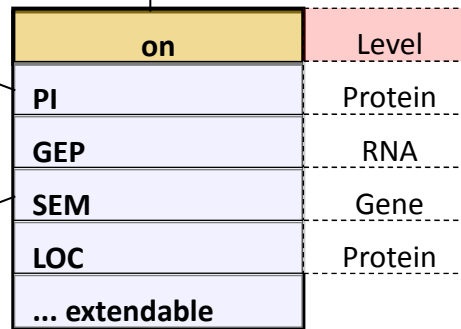 on Level
PI Protein
GEP RNA
SEM Gene
LOC Protein
... extendable